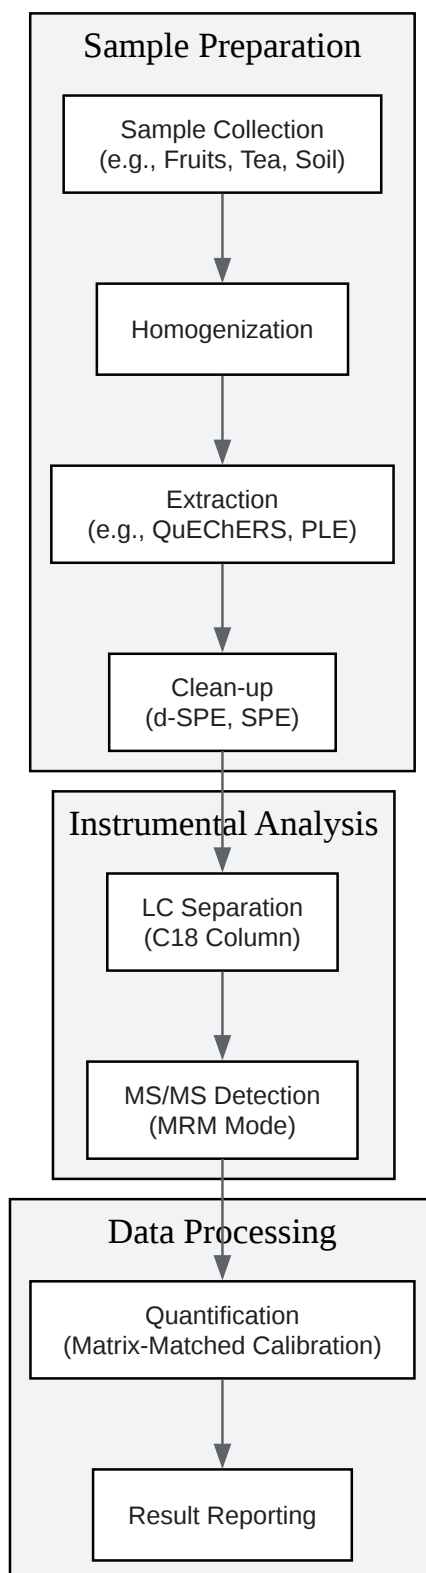 Sample Preparation
Sample Collection
(e.g., Fruits, Tea, Soil)
Homogenization
Extraction
(e.g., QuEChERS, PLE)
Clean-up
(d-SPE, SPE)
Instrumental Analysis
LC Separation
(C18 Column)
MS/MS Detection
(MRM Mode)
Data Processing
Quantification
(Matrix-Matched Calibration)
Result Reporting